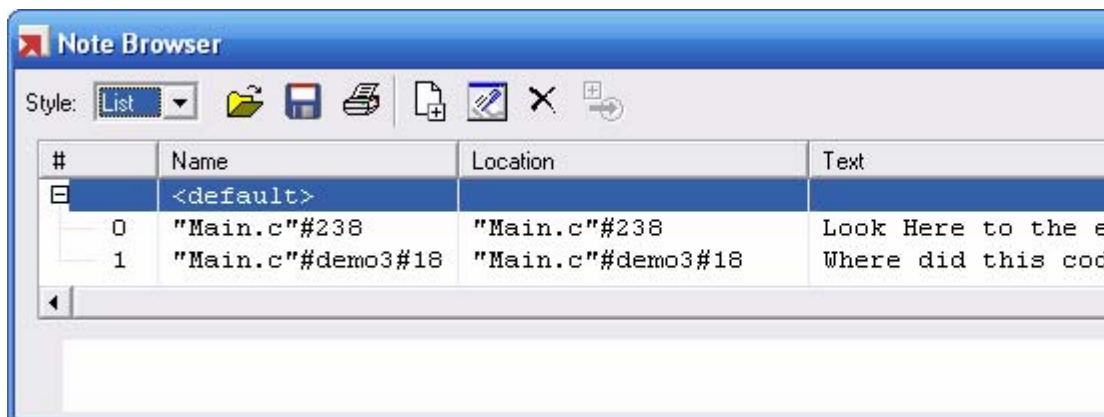 Note Browser
Style: List
# Name Location Text
<default>
0 "Main.c"#238 "Main.c"#238 Look Here to the
1 "Main.c"#demo3#18 "Main.c"#demo3#18 Where did this